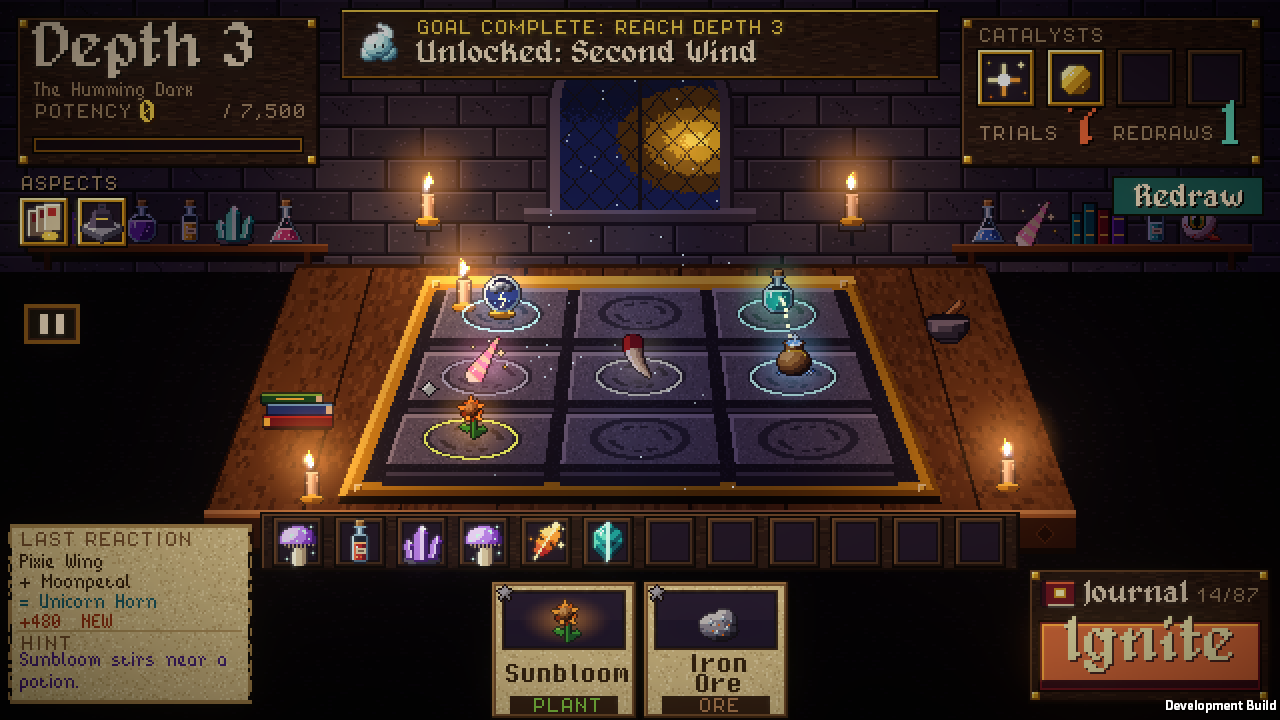 Depth 3
The Humming Dark
POTENCY 0 / 7,500
ASPECTS
GOAL COMPLETE: REACH DEPTH 3
Unlocked: Second Wind
CATALYSTS
TRIALS 7 REDRAWS 1
Redraw
LAST REACTION
Pixie Wing
+ Moonpetal
= Unicorn Horn
+480 NEW
HINT
Sunbloom stirs near a
potion.
Sunbloom
PLANT
Iron
Ore
ORE
Journal 14/87
Ignite
Development Build